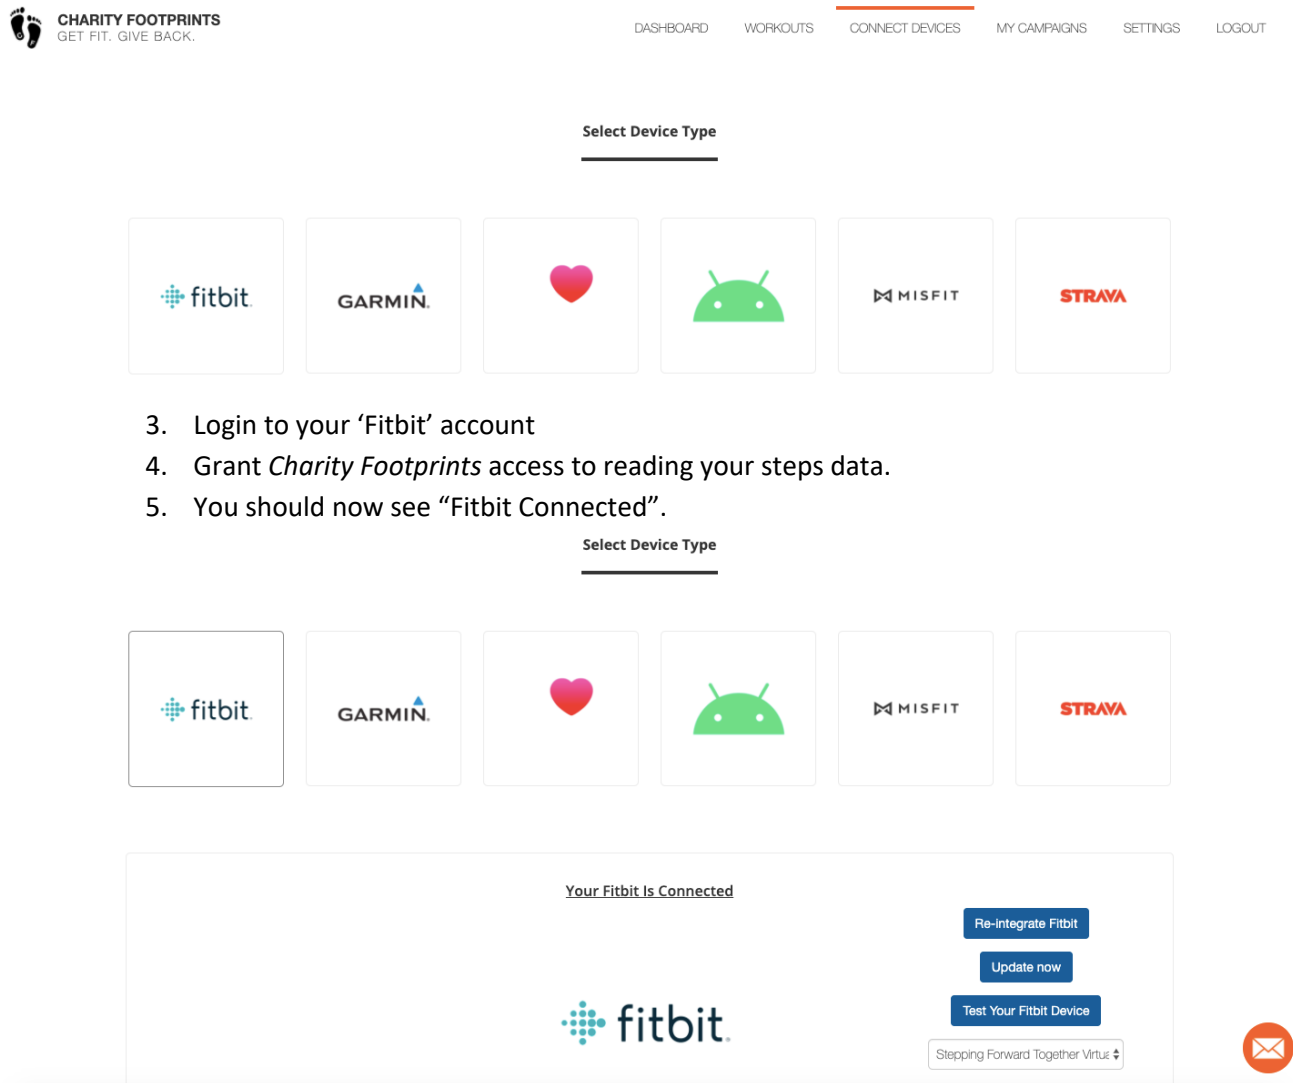 CHARITY FOOTPRINTS
GET FIT. GIVE BACK.
DASHBOARD WORKOUTS CONNECT DEVICES MY CAMPAIGNS SETTINGS LOGOUT
Select Device Type
fitbit GARMIN MISFIT STRAVA
3. Login to your ‘Fitbit’ account
4. Grant Charity Footprints access to reading your steps data.
5. You should now see “Fitbit Connected”.
Select Device Type
fitbit GARMIN MISFIT STRAVA
Your Fitbit Is Connected
Re-integrate Fitbit
Update now
Test Your Fitbit Device
fitbit
Stepping Forward Together Virtua